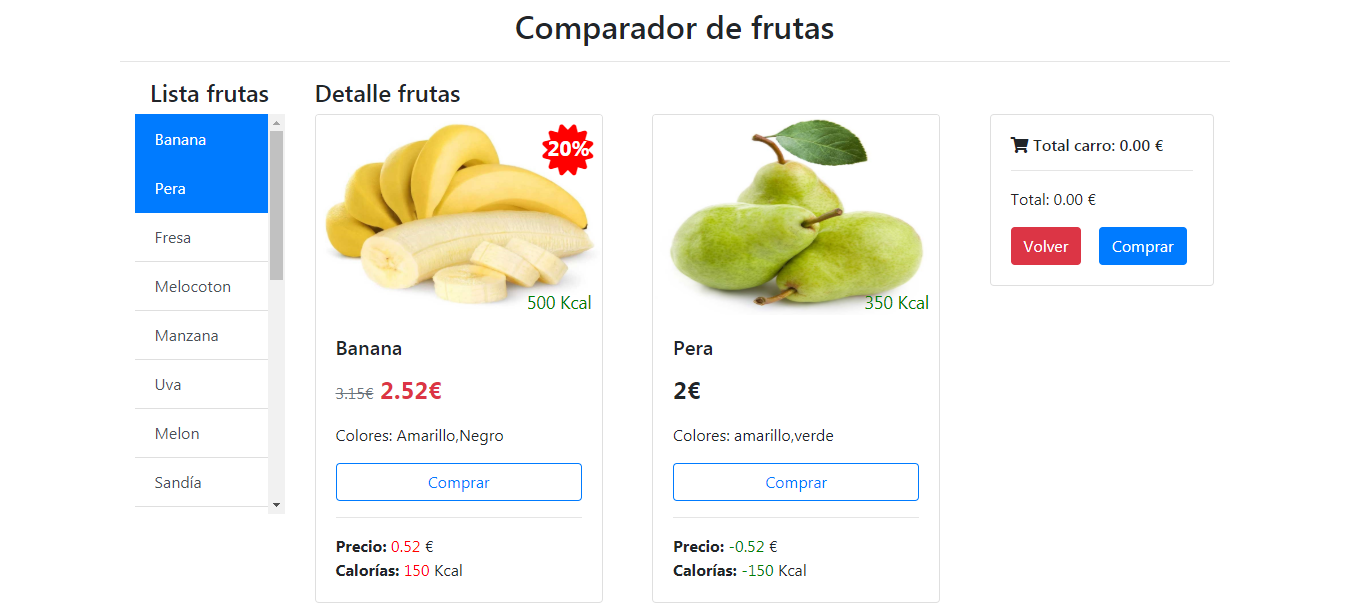 Comparador de frutas
Lista frutas
Banana
Pera
Fresa
Melocoton
Manzana
Uva
Melon
Sandía
Detalle frutas
20%
500 Kcal
Banana
3.15€ 2.52€
Colores: Amarillo,Negro
Comprar
Precio: 0.52 €
Calorías: 150 Kcal
350 Kcal
Pera
2€
Colores: amarillo,verde
Comprar
Precio: -0.52 €
Calorías: -150 Kcal
Total carro: 0.00 €
Total: 0.00 €
Volver Comprar